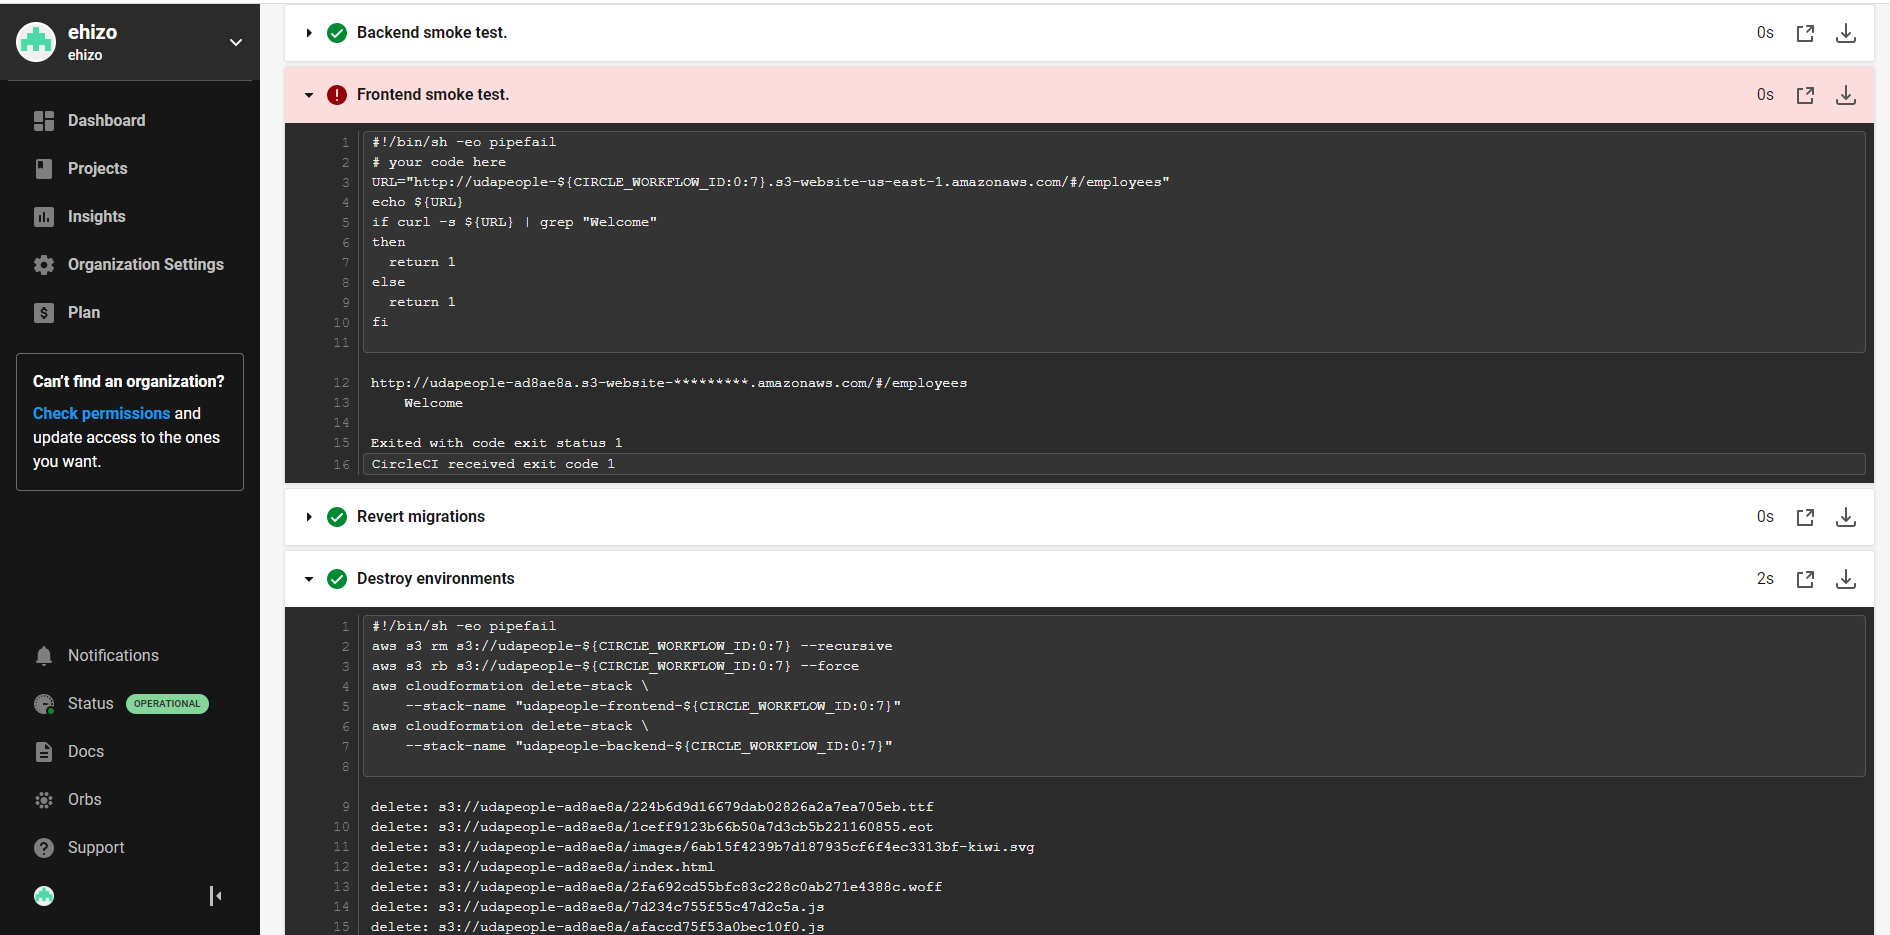 ehizo
ehizo
Dashboard
Projects
Insights
Organization Settings
Plan
Can't find an organization?
Check permissions and
update access to the ones
you want.
Notifications
Status OPERATIONAL
Docs
Orbs
Support
Backend smoke test. 0s
Frontend smoke test. 0s
1 #!/bin/sh -eo pipefail
2 # your code here
3 URL="http://udapeople-${CIRCLE_WORKFLOW_ID:0:7}.s3-website-us-east-1.amazonaws.com/#/employees"
4 echo ${URL}
5 if curl -s ${URL} | grep "Welcome"
6 then
7 return 1
8 else
9 return 1
10 fi
11
12 http://udapeople-ad8ae8a.s3-website-*********.amazonaws.com/#/employees
13 Welcome
14
15 Exited with code exit status 1
16 CircleCI received exit code 1
Revert migrations 0s
Destroy environments 2s
1 #!/bin/sh -eo pipefail
2 aws s3 rm s3://udapeople-${CIRCLE_WORKFLOW_ID:0:7} --recursive
3 aws s3 rb s3://udapeople-${CIRCLE_WORKFLOW_ID:0:7} --force
4 aws cloudformation delete-stack \
5 --stack-name "udapeople-frontend-${CIRCLE_WORKFLOW_ID:0:7}"
6 aws cloudformation delete-stack \
7 --stack-name "udapeople-backend-${CIRCLE_WORKFLOW_ID:0:7}"
8
9 delete: s3://udapeople-ad8ae8a/224b6d9d16679dab02826a2a7ea705eb.ttf
10 delete: s3://udapeople-ad8ae8a/1ceff9123b66b50a7d3cb5b221160855.eot
11 delete: s3://udapeople-ad8ae8a/images/6ab15f4239b7d187935cf6f4ec3313bf-kiwi.svg
12 delete: s3://udapeople-ad8ae8a/index.html
13 delete: s3://udapeople-ad8ae8a/2fa692cd55bfc83c228c0ab271e4388c.woff
14 delete: s3://udapeople-ad8ae8a/7d234c755f55c47d2c5a.js
15 delete: s3://udapeople-ad8ae8a/afaccd75f53a0bec10f0.js